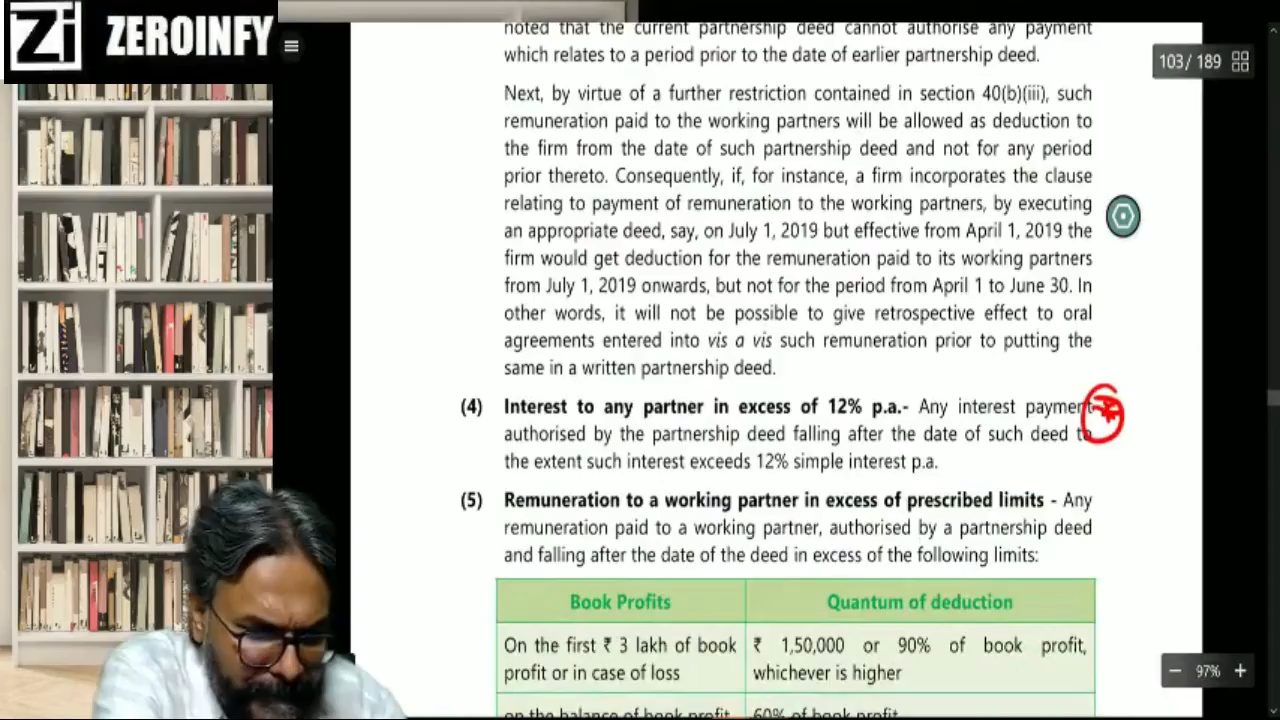 ZEROINFY
noted that the current partnership deed cannot authorise any payment
which relates to a period prior to the date of earlier partnership deed.
103 / 189
Next, by virtue of a further restriction contained in section 40(b)(iii), such
remuneration paid to the working partners will be allowed as deduction to
the firm from the date of such partnership deed and not for any period
prior thereto. Consequently, if, for instance, a firm incorporates the clause
relating to payment of remuneration to the working partners, by executing
an appropriate deed, say, on July 1, 2019 but effective from April 1, 2019 the
firm would get deduction for the remuneration paid to its working partners
from July 1, 2019 onwards, but not for the period from April 1 to June 30. In
other words, it will not be possible to give retrospective effect to oral
agreements entered into vis a vis such remuneration prior to putting the
same in a written partnership deed.
(4) Interest to any partner in excess of 12% p.a.- Any interest payment
authorised by the partnership deed falling after the date of such deed to
the extent such interest exceeds 12% simple interest p.a.
(5) Remuneration to a working partner in excess of prescribed limits - Any
remuneration paid to a working partner, authorised by a partnership deed
and falling after the date of the deed in excess of the following limits:
Book Profits Quantum of deduction
On the first ₹ 3 lakh of book ₹ 1,50,000 or 90% of book profit,
profit or in case of loss whichever is higher
on the balance of book profit 60% of book profit
− 97% +